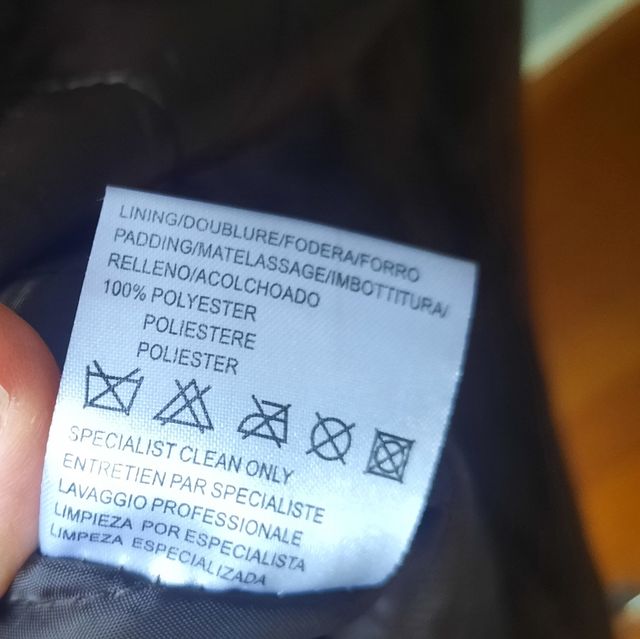 LINING/DOUBLURE/FODERA/FORRO
PADDING/MATELASSAGE/IMBOTTITURA/
RELLENO/ACOLCHOADO
100% POLYESTER
POLIESTERE
POLIESTER
SPECIALIST CLEAN ONLY
ENTRETIEN PAR SPECIALISTE
LAVAGGIO PROFESSIONALE
LIMPIEZA POR ESPECIALISTA
LIMPEZA ESPECIALIZADA